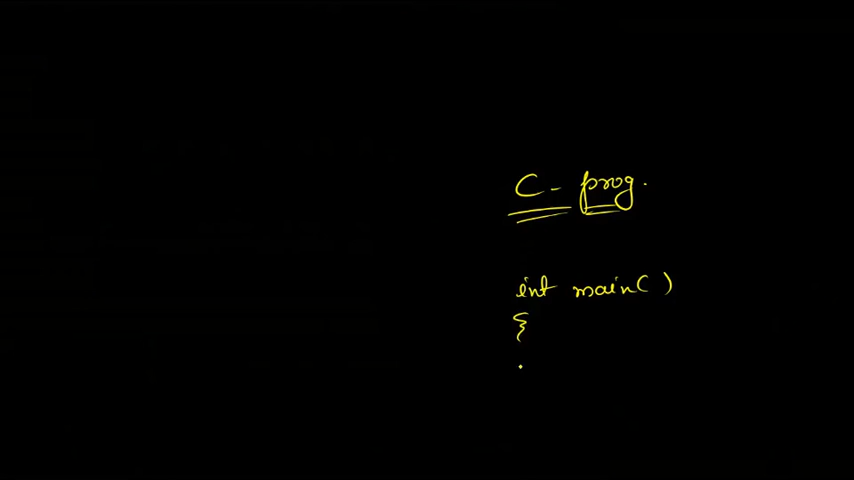 C - prog.
int main( )
{
.